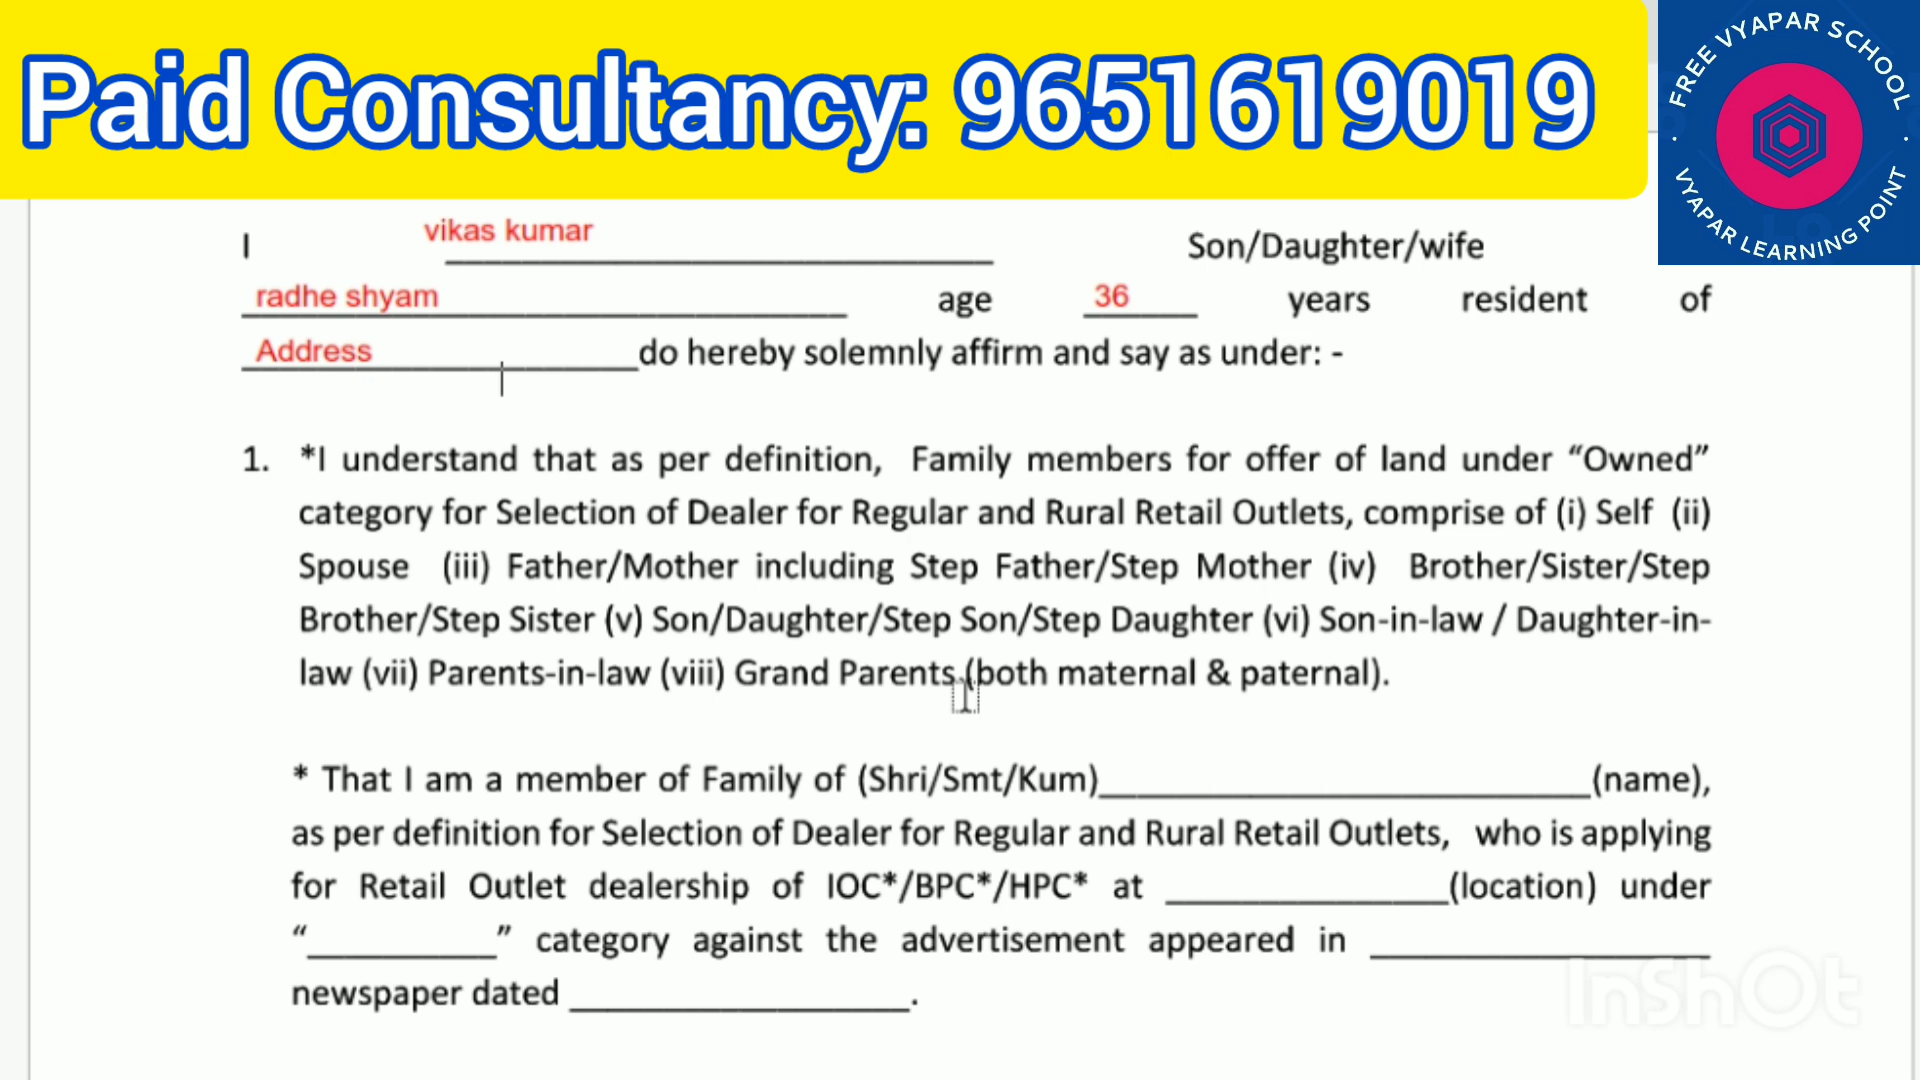 Paid Consultancy: 9651619019
FREE VYAPAR SCHOOL
VYAPAR LEARNING POINT
I vikas kumar Son/Daughter/wife
radhe shyam age 36 years resident of
Address do hereby solemnly affirm and say as under: -
1. *I understand that as per definition, Family members for offer of land under “Owned”
category for Selection of Dealer for Regular and Rural Retail Outlets, comprise of (i) Self (ii)
Spouse (iii) Father/Mother including Step Father/Step Mother (iv) Brother/Sister/Step
Brother/Step Sister (v) Son/Daughter/Step Son/Step Daughter (vi) Son-in-law / Daughter-in-
law (vii) Parents-in-law (viii) Grand Parents (both maternal & paternal).
* That I am a member of Family of (Shri/Smt/Kum)__________________________(name),
as per definition for Selection of Dealer for Regular and Rural Retail Outlets, who is applying
for Retail Outlet dealership of IOC*/BPC*/HPC* at _______________(location) under
“__________” category against the advertisement appeared in __________________
newspaper dated __________________.
InShOt